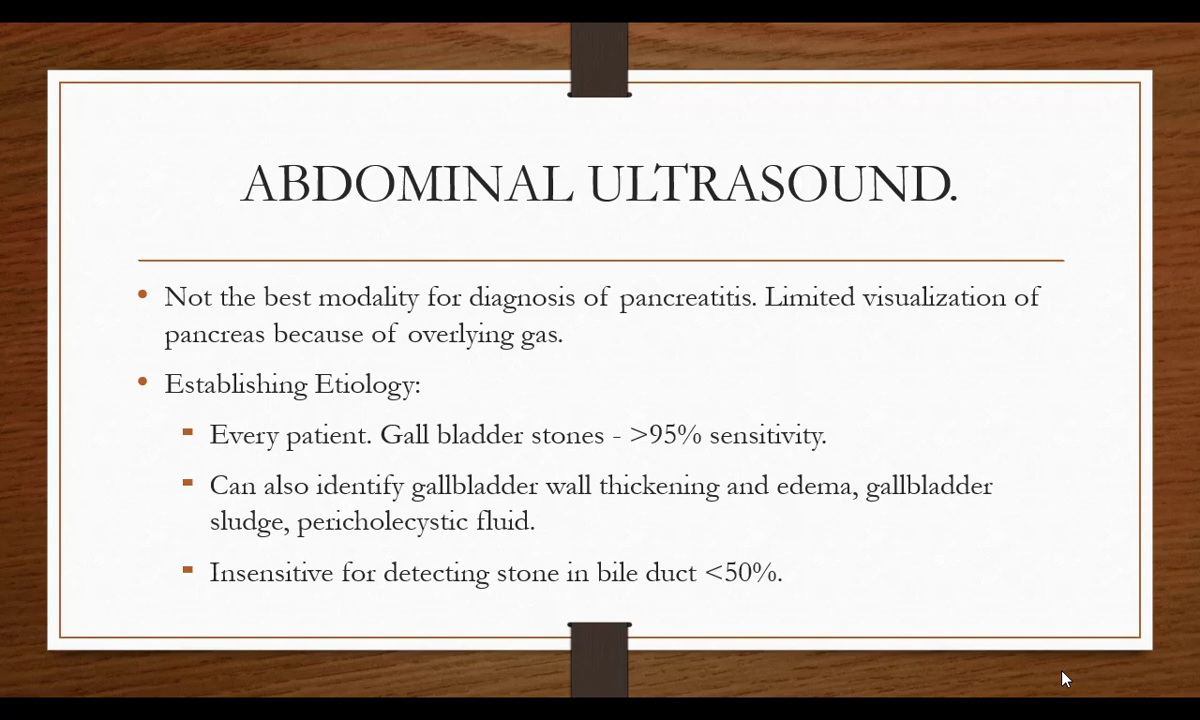 ABDOMINAL ULTRASOUND.
Not the best modality for diagnosis of pancreatitis. Limited visualization of
pancreas because of overlying gas.
Establishing Etiology:
Every patient. Gall bladder stones - >95% sensitivity.
Can also identify gallbladder wall thickening and edema, gallbladder
sludge, pericholecystic fluid.
Insensitive for detecting stone in bile duct <50%.